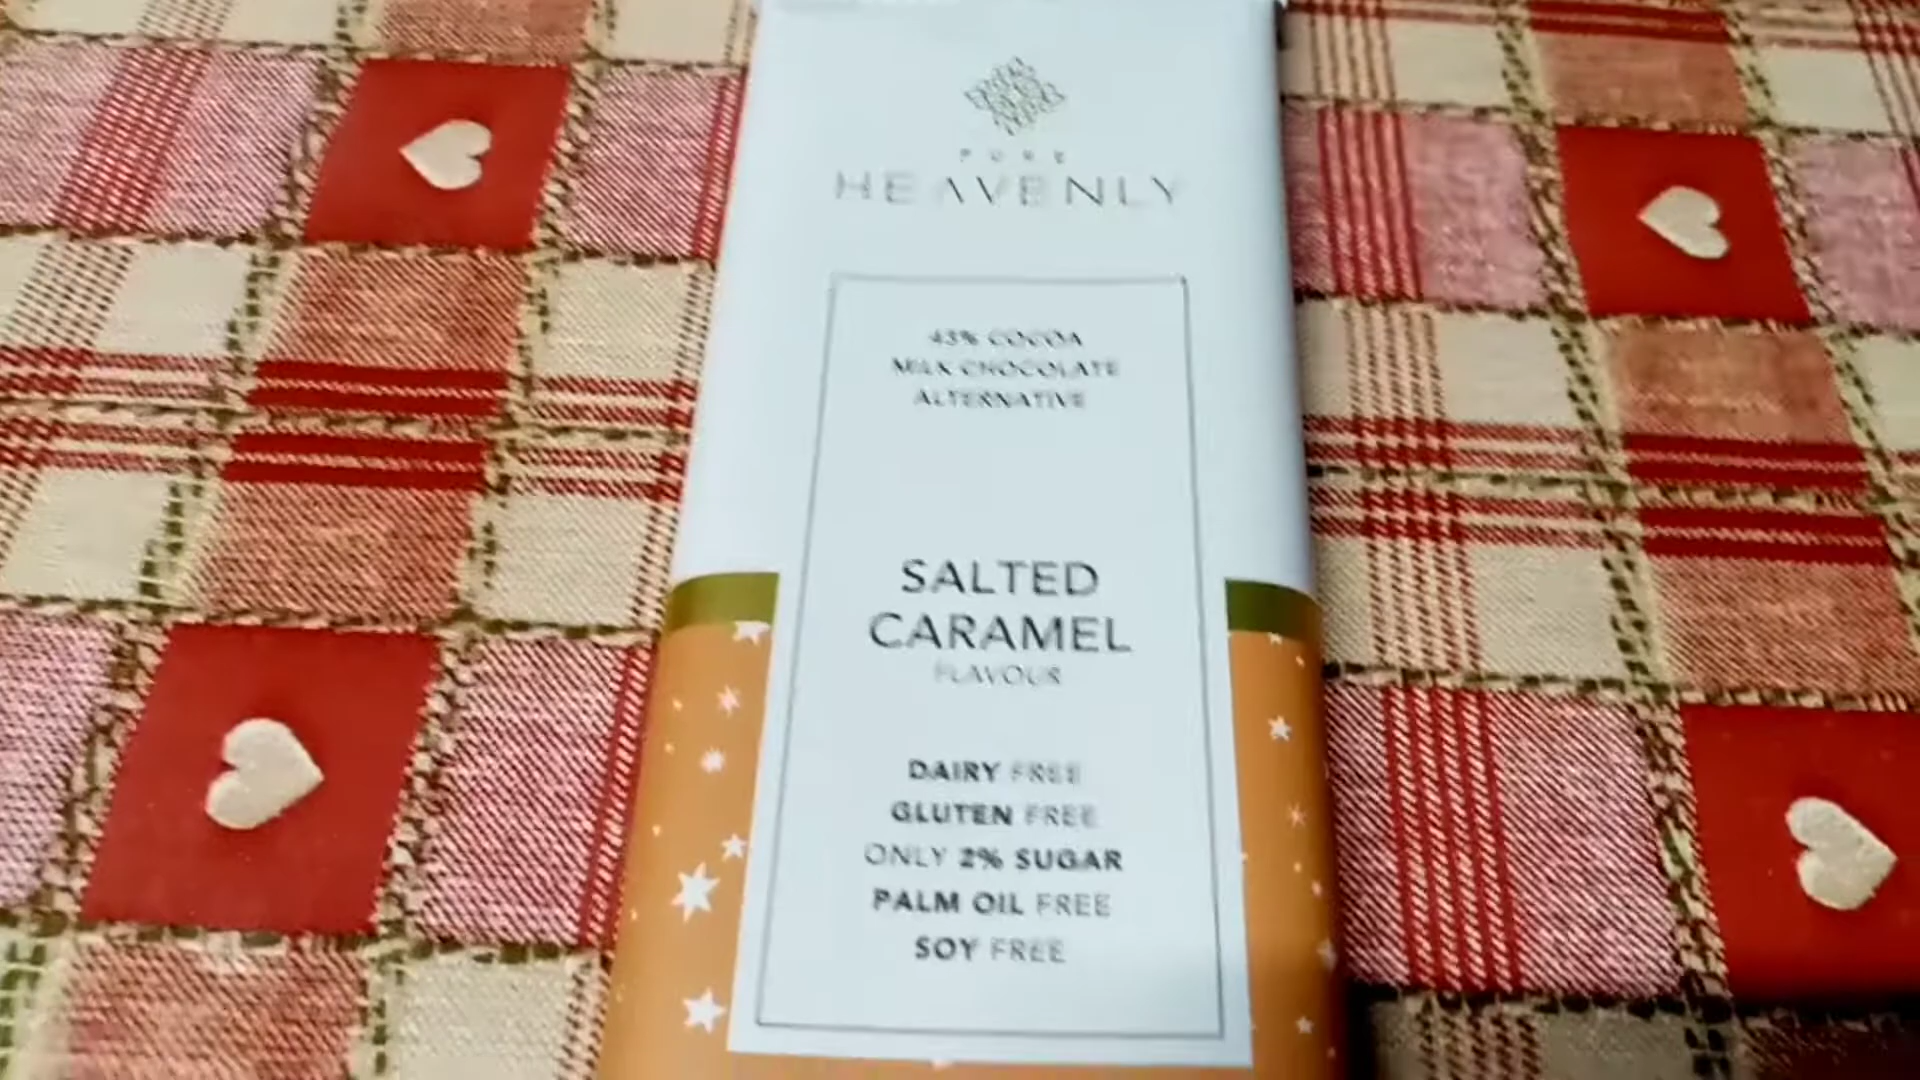 PURE
HEAVENLY
43% COCOA
MILK CHOCOLATE
ALTERNATIVE
SALTED
CARAMEL
FLAVOUR
DAIRY FREE
GLUTEN FREE
ONLY 2% SUGAR
PALM OIL FREE
SOY FREE